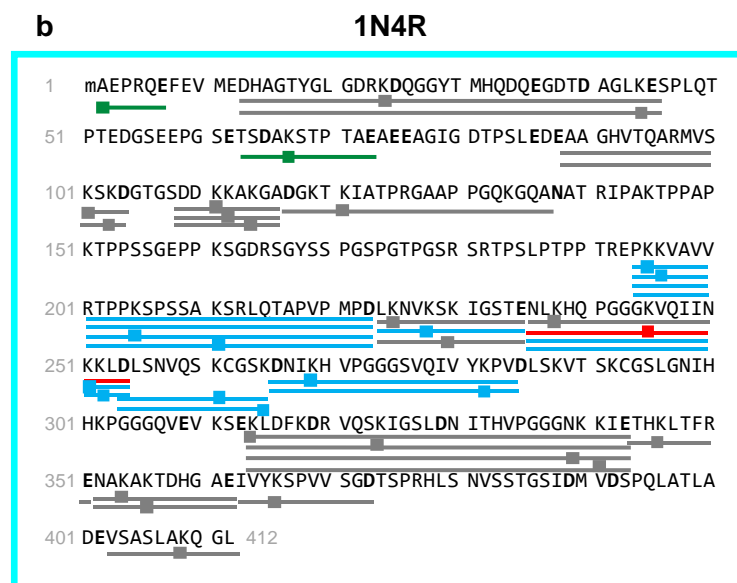 b 1N4R
1 mAEPRQEFEV MEDHAGTYGL GDRKDQGGYT MHQDQEGDTD AGLKESPLQT
51 PTEDGSEEPG SETSDAKSTP TAEAEEAGIG DTPSLEDEAA GHVTQARMVS
101 KSKDGTGSDD KKAKGADGKT KIATPRGAAP PGQKGQANAT RIPAKTPPAP
151 KTPPSSGEPP KSGDRSGYSS PGSPGTPGSR SRTPSLPTPP TREPKKVAVV
201 RTPPKSPSSA KSRLQTAPVP MPDLKNVKSK IGSTENLKHQ PGGGKVQIIN
251 KKLDLSNVQS KCGSKDNIKH VPGGGSVQIV YKPVDLSKVT SKCGSLGNIH
301 HKPGGGQVEV KSEKLDFKDR VQSKIGSLDN ITHVPGGGNK KIETHKLTFR
351 ENAKAKTDHG AEIVYKSPVV SGDTSPRHLS NVSSTGSIDM VDSPQLATLA
401 DEVSASLAKQ GL 412